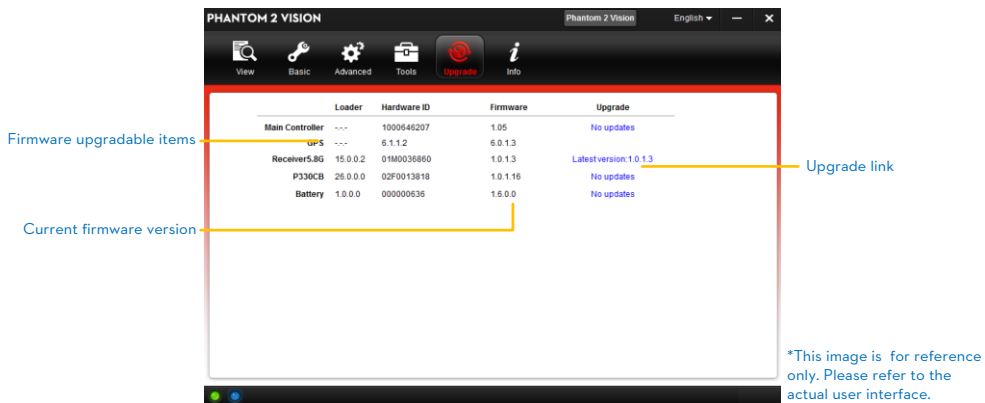 PHANTOM 2 VISION Phantom 2 Vision English
View Basic Advanced Tools Upgrade Info
Loader Hardware ID Firmware Upgrade
Main Controller -.-.- 1000646207 1.05 No updates
GPS -.-.- 6.1.1.2 6.0.1.3
Receiver5.8G 15.0.0.2 01M0036860 1.0.1.3 Latest version:1.0.1.3
P330CB 26.0.0.0 02F0013818 1.0.1.16 No updates
Battery 1.0.0.0 000000636 1.6.0.0 No updates
Firmware upgradable items
Upgrade link
Current firmware version
*This image is for reference
only. Please refer to the
actual user interface.